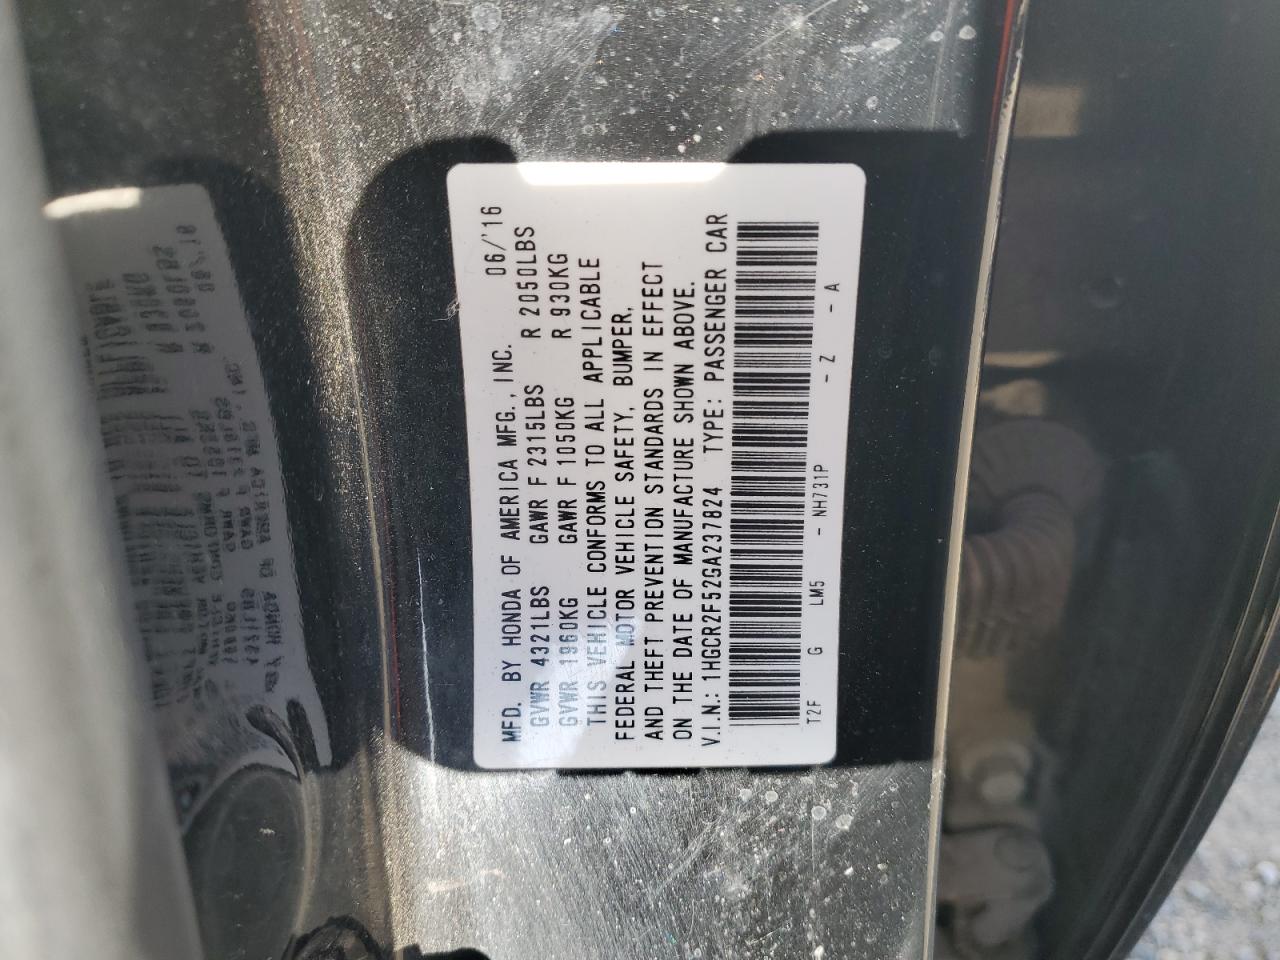 MFD. BY HONDA OF AMERICA MFG., INC. 06/'16
GVWR 4321LBS GAWR F 2315LBS R 2050LBS
GVWR 1960KG GAWR F 1050KG R 930KG
THIS VEHICLE CONFORMS TO ALL APPLICABLE
FEDERAL MOTOR VEHICLE SAFETY, BUMPER,
AND THEFT PREVENTION STANDARDS IN EFFECT
ON THE DATE OF MANUFACTURE SHOWN ABOVE.
V.I.N.: 1HGCR2F52GA237824 TYPE: PASSENGER CAR
T2F G LM5 - NH731P - Z - A